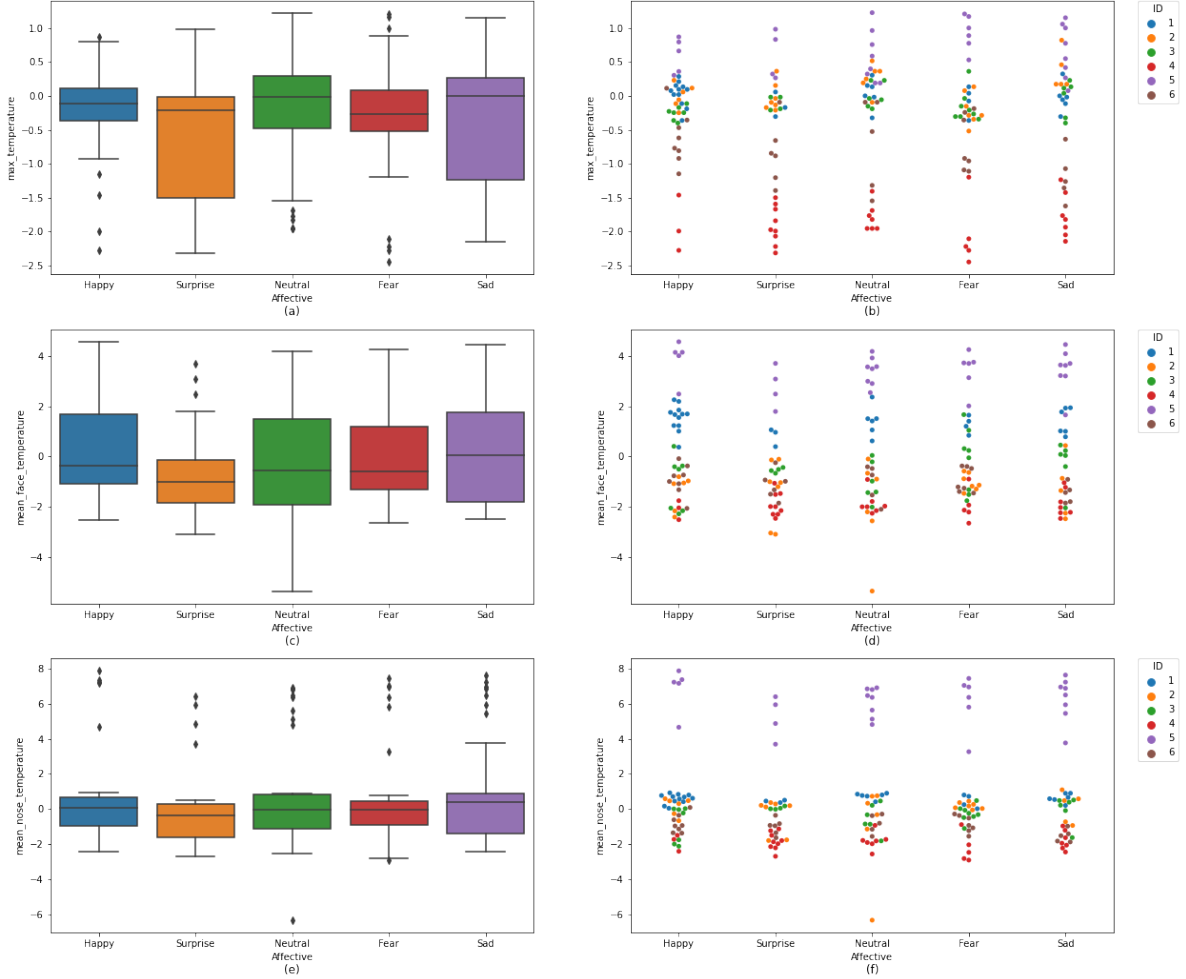 1.0
0.5
0.0
−0.5
−1.0
−1.5
−2.0
−2.5
max_temperature
Happy Surprise Neutral Fear Sad
Affective
(a)
1.0
0.5
0.0
−0.5
−1.0
−1.5
−2.0
−2.5
max_temperature
Happy Surprise Neutral Fear Sad
Affective
(b)
ID
1
2
3
4
5
6
4
2
0
−2
−4
mean_face_temperature
Happy Surprise Neutral Fear Sad
Affective
(c)
4
2
0
−2
−4
mean_face_temperature
Happy Surprise Neutral Fear Sad
Affective
(d)
ID
1
2
3
4
5
6
8
6
4
2
0
−2
−4
−6
mean_nose_temperature
Happy Surprise Neutral Fear Sad
Affective
(e)
8
6
4
2
0
−2
−4
−6
mean_nose_temperature
Happy Surprise Neutral Fear Sad
Affective
(f)
ID
1
2
3
4
5
6